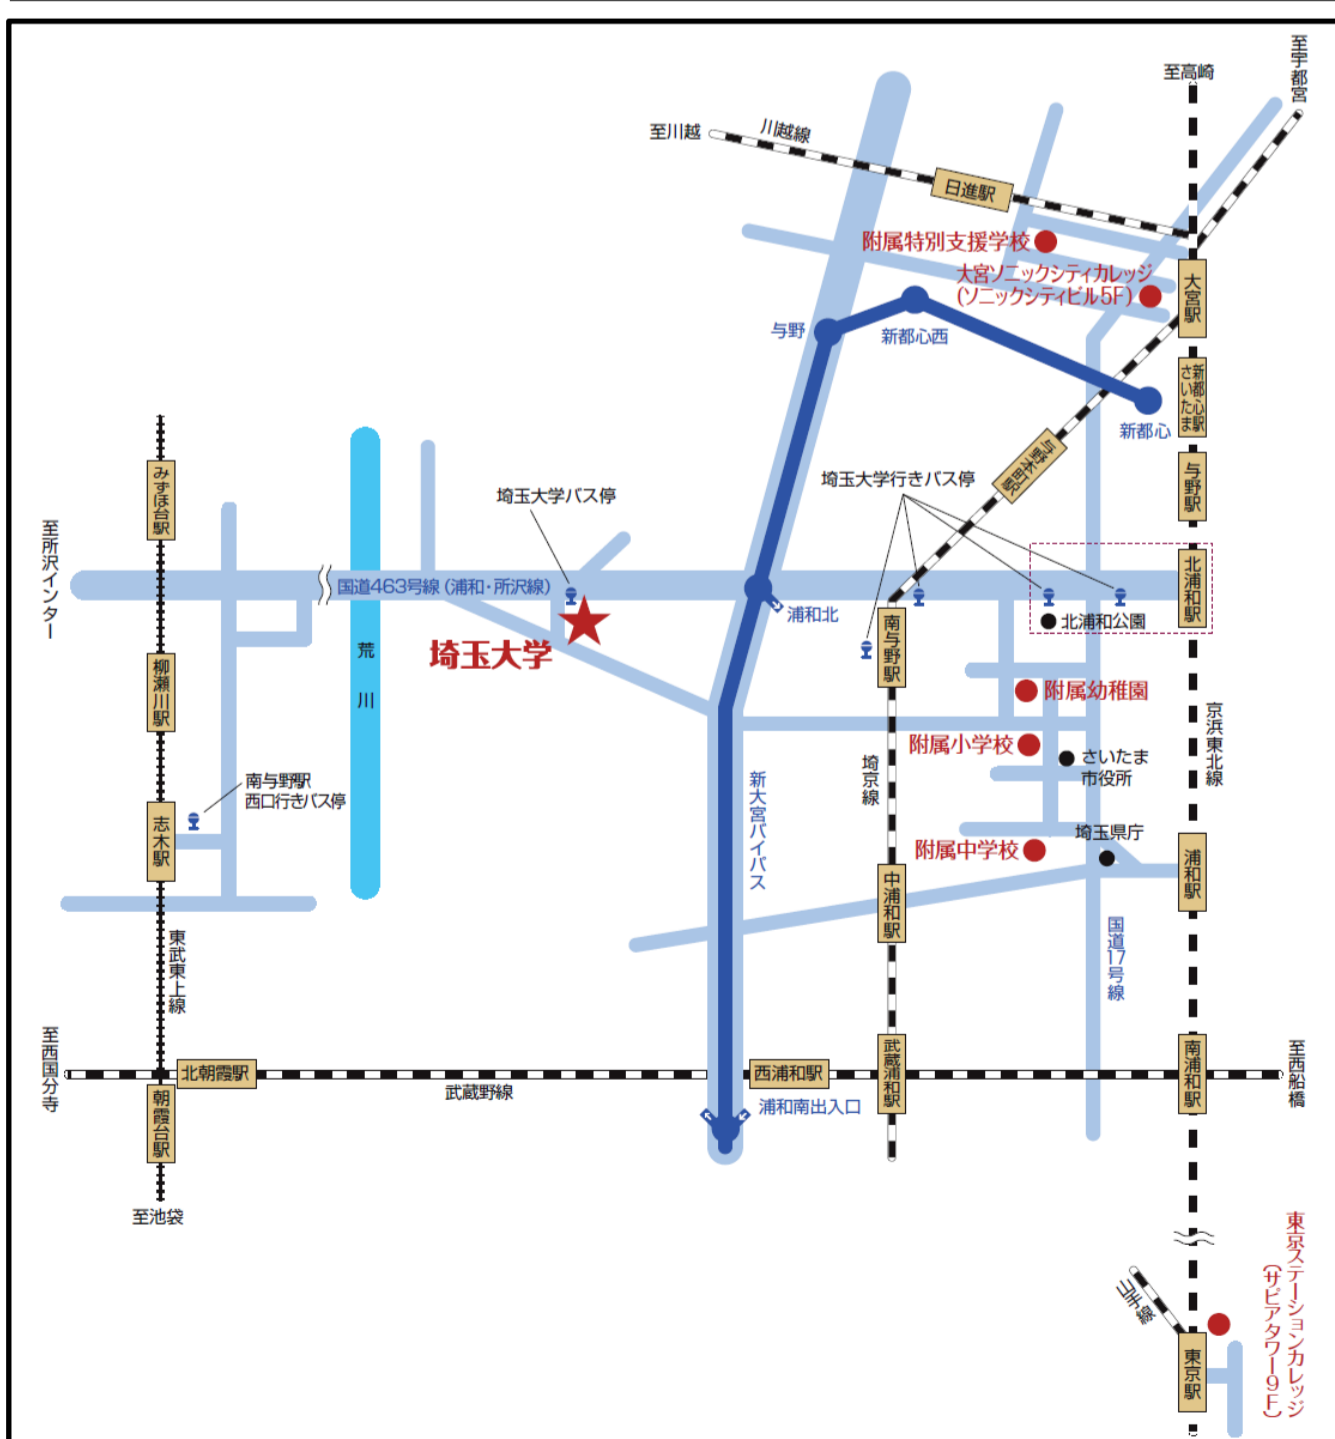 至宇都宮
至高崎
至川越
川越線
日進駅
附属特別支援学校
大宮ソニックシティカレッジ
(ソニックシティビル5F)
大宮駅
与野
新都心西
新都心
さいたま
新都心駅
与野本町駅
与野駅
みずほ台駅
埼玉大学バス停
埼玉大学行きバス停
至所沢インター
国道463号線(浦和・所沢線)
浦和北
北浦和駅
北浦和公園
埼玉大学
荒川
南与野駅
柳瀬川駅
附属幼稚園
附属小学校
さいたま
市役所
京浜東北線
埼京線
新大宮バイパス
南与野駅
西口行きバス停
志木駅
埼玉県庁
附属中学校
浦和駅
中浦和駅
国道17号線
東武東上線
至西国分寺
北朝霞駅
武蔵野線
西浦和駅
武蔵浦和駅
南浦和駅
至西船橋
朝霞台駅
浦和南出入口
至池袋
山手線
東京駅
東京ステーションカレッジ
(サピアタワー9F)